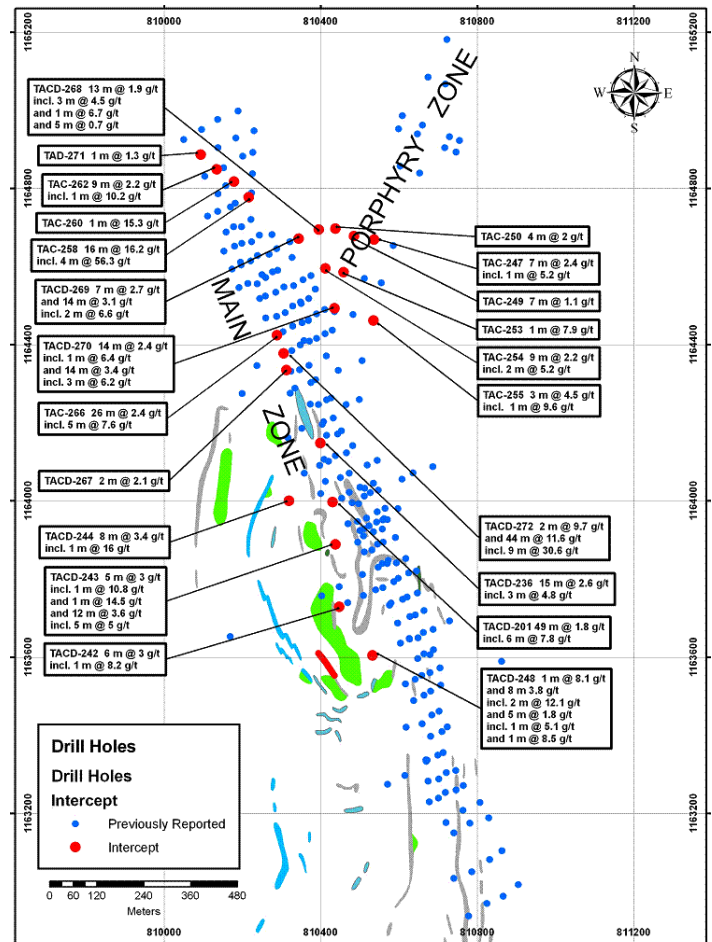 810000 810400 810800 811200
1165200
1164800
1164400
1164000
1163600
1163200
1165200
1164800
1164400
1164000
1163600
1163200
N
W E
S
PORPHYRY ZONE
MAIN
ZONE
TACD-268 13 m @ 1.9 g/t
incl. 3 m @ 4.5 g/t
and 1 m @ 6.7 g/t
and 5 m @ 0.7 g/t
TAD-271 1 m @ 1.3 g/t
TAC-262 9 m @ 2.2 g/t
incl. 1 m @ 10.2 g/t
TAC-260 1 m @ 15.3 g/t
TAC-258 16 m @ 16.2 g/t
incl. 4 m @ 56.3 g/t
TACD-269 7 m @ 2.7 g/t
and 14 m @ 3.1 g/t
incl. 2 m @ 6.6 g/t
TACD-270 14 m @ 2.4 g/t
incl. 1 m @ 6.4 g/t
and 14 m @ 3.4 g/t
incl. 3 m @ 6.2 g/t
TAC-266 26 m @ 2.4 g/t
incl. 5 m @ 7.6 g/t
TACD-267 2 m @ 2.1 g/t
TACD-244 8 m @ 3.4 g/t
incl. 1 m @ 16 g/t
TACD-243 5 m @ 3 g/t
incl. 1 m @ 10.8 g/t
and 1 m @ 14.5 g/t
and 12 m @ 3.6 g/t
incl. 5 m @ 5 g/t
TACD-242 6 m @ 3 g/t
incl. 1 m @ 8.2 g/t
TAC-250 4 m @ 2 g/t
TAC-247 7 m @ 2.4 g/t
incl. 1 m @ 5.2 g/t
TAC-249 7 m @ 1.1 g/t
TAC-253 1 m @ 7.9 g/t
TAC-254 9 m @ 2.2 g/t
incl. 2 m @ 5.2 g/t
TAC-255 3 m @ 4.5 g/t
incl. 1 m @ 9.6 g/t
TACD-272 2 m @ 9.7 g/t
and 44 m @ 11.6 g/t
incl. 9 m @ 30.6 g/t
TACD-236 15 m @ 2.6 g/t
incl. 3 m @ 4.8 g/t
TACD-201 49 m @ 1.8 g/t
incl. 6 m @ 7.8 g/t
TACD-248 1 m @ 8.1 g/t
and 8 m 3.8 g/t
incl. 2 m @ 12.1 g/t
and 5 m @ 1.8 g/t
incl. 1 m @ 5.1 g/t
and 1 m @ 8.5 g/t
Drill Holes
Drill Holes
Intercept
Previously Reported
Intercept
0 60 120 240 360 480
Meters
810000 810400 810800 811200